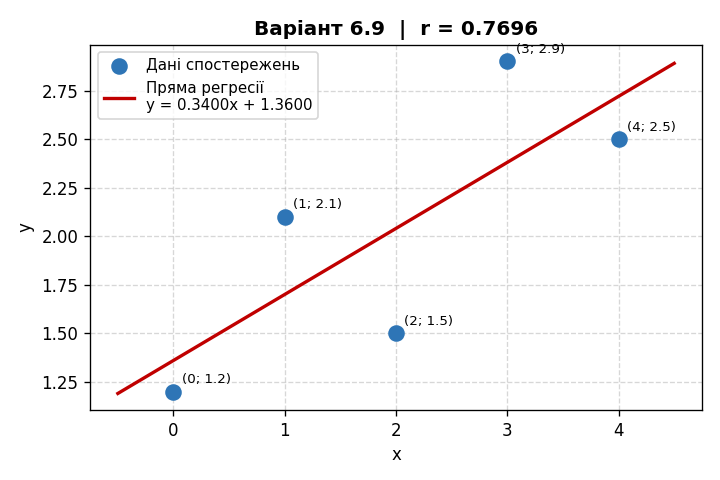 Варіант 6.9 | r = 0.7696
Дані спостережень
Пряма регресії
y = 0.3400x + 1.3600
(3; 2.9)
(4; 2.5)
(1; 2.1)
(2; 1.5)
(0; 1.2)
2.75
2.50
2.25
2.00
1.75
1.50
1.25
y
0 1 2 3 4
x